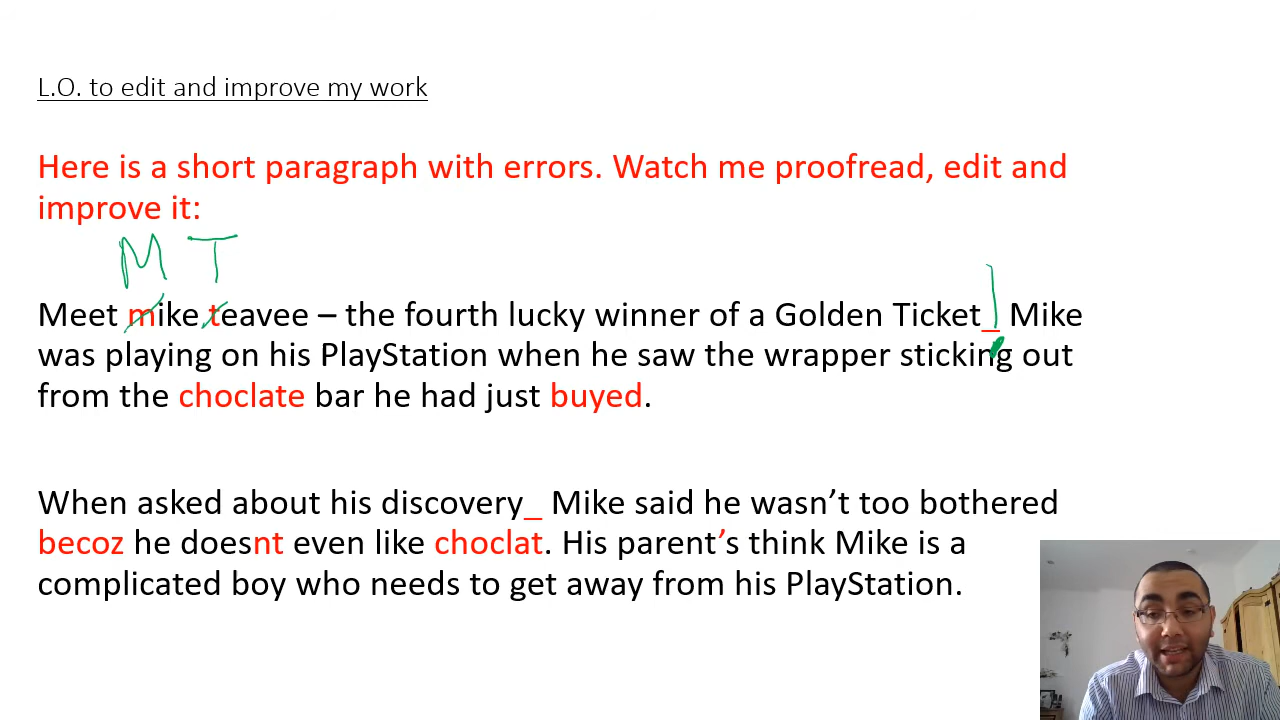 L.O. to edit and improve my work
Here is a short paragraph with errors. Watch me proofread, edit and
improve it:
M T
Meet mike teavee – the fourth lucky winner of a Golden Ticket_! Mike
was playing on his PlayStation when he saw the wrapper sticking out
from the choclate bar he had just buyed.
When asked about his discovery_ Mike said he wasn’t too bothered
becoz he doesnt even like choclat. His parent’s think Mike is a
complicated boy who needs to get away from his PlayStation.